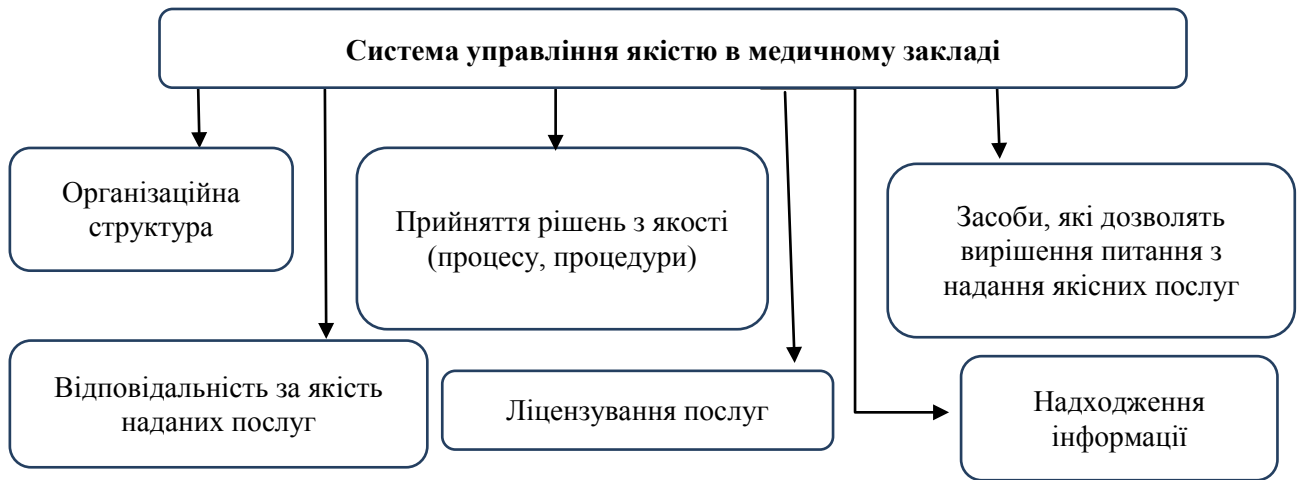 Система управління якістю в медичному закладі
Організаційна
структура
Прийняття рішень з якості
(процесу, процедури)
Засоби, які дозволять
вирішення питання з
надання якісних послуг
Відповідальність за якість
наданих послуг
Ліцензування послуг
Надходження
інформації